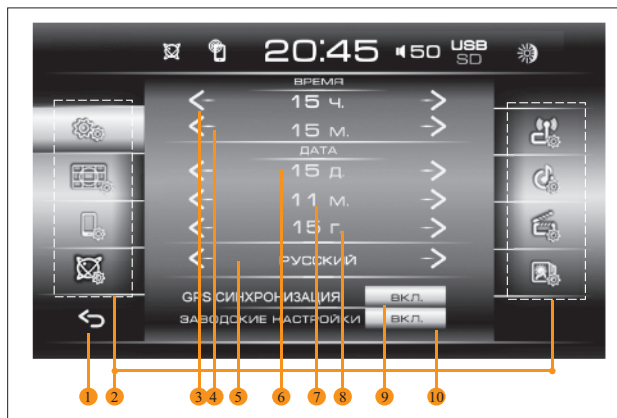 20:45 50 USB
SD
ВРЕМЯ
15 ч.
15 м.
ДАТА
15 д.
11 м.
15 г.
РУССКИЙ
GPS СИНХРОНИЗАЦИЯ ВКЛ.
ЗАВОДСКИЕ НАСТРОЙКИ ВКЛ.
1 2 3 4 5 6 7 8 9 10